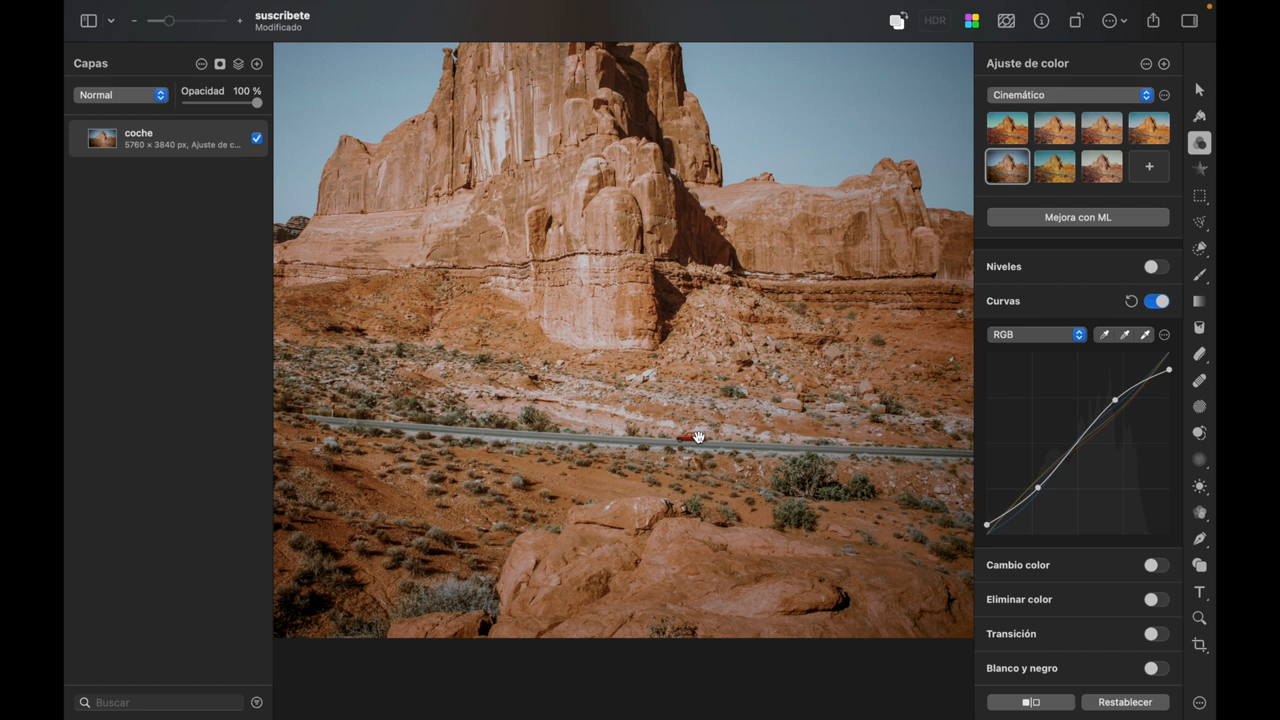 suscribete
Modificado
HDR
Capas
Normal
Opacidad 100 %
coche
5760 × 3840 px, Ajuste de c...
Buscar
Ajuste de color
Cinemático
Mejora con ML
Niveles
Curvas
RGB
Cambio color
Eliminar color
Transición
Blanco y negro
Restablecer